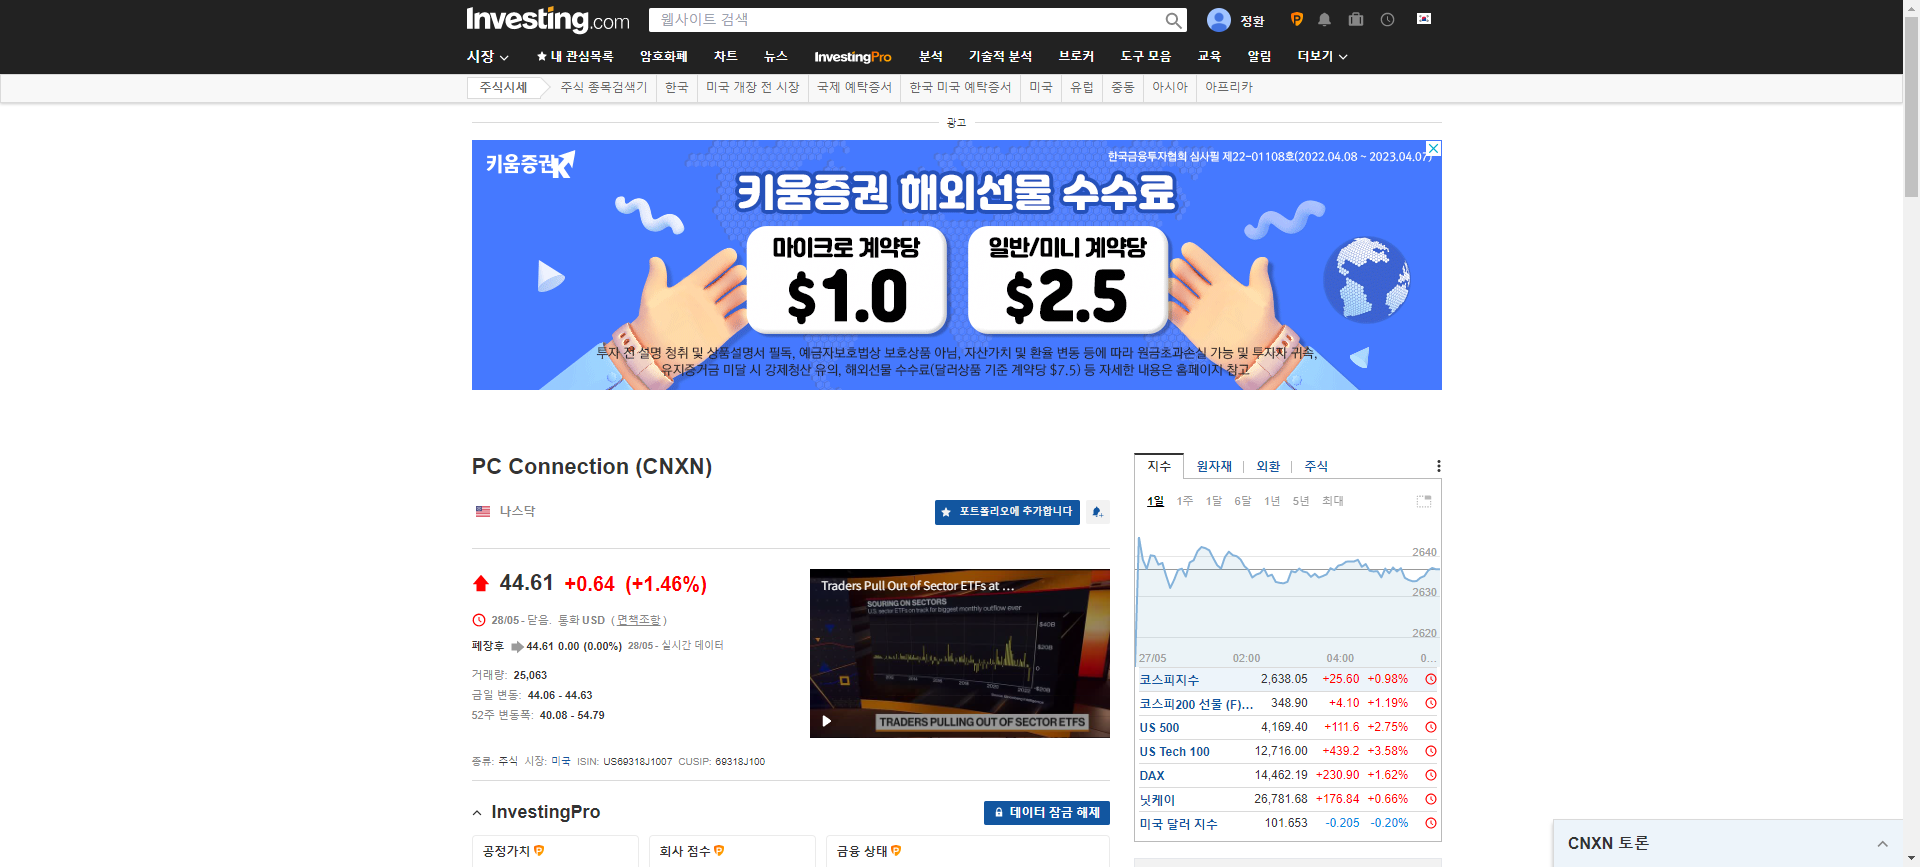 Investing.com
웹사이트 검색
정환
시장
내 관심목록
암호화폐
차트
뉴스
InvestingPro
분석
기술적 분석
브로커
도구 모음
교육
알림
더보기
주식시세
주식 종목검색기
한국
미국 개장 전 시장
국제 예탁증서
한국 미국 예탁증서
미국
유럽
중동
아시아
아프리카
광고
키움증권
한국금융투자협회 심사필 제22-01108호(2022.04.08 ~ 2023.04.07)
키움증권 해외선물 수수료
마이크로 계약당
$1.0
일반/미니 계약당
$2.5
투자 전 설명 청취 및 상품설명서 필독, 예금자보호법상 보호상품 아님, 자산가치 및 환율 변동 등에 따라 원금초과손실 가능 및 투자자 귀속,
유지증거금 미달 시 강제청산 유의, 해외선물 수수료(달러상품 기준 계약당 $7.5) 등 자세한 내용은 홈페이지 참고
PC Connection (CNXN)
나스닥
포트폴리오에 추가합니다
44.61 +0.64 (+1.46%)
28/05 - 닫음. 통화 USD ( 면책조항 )
폐장후 44.61 0.00 (0.00%) 28/05 - 실시간 데이터
거래량: 25,063
금일 변동: 44.06 - 44.63
52주 변동폭: 40.08 - 54.79
Traders Pull Out of Sector ETFs at ...
SOURING ON SECTORS
U.S. sector ETFs on track for biggest monthly outflow ever
$40B
$20B
0
-$20B
TRADERS PULLING OUT OF SECTOR ETFS
종류: 주식 시장: 미국 ISIN: US69318J1007 CUSIP: 69318J100
InvestingPro
데이터 잠금 해제
공정가치
회사 점수
금융 상태
지수
원자재
외환
주식
1일 1주 1달 6달 1년 5년 최대
2640
2630
2620
27/05 02:00 04:00 0...
코스피지수 2,638.05 +25.60 +0.98%
코스피200 선물 (F)... 348.90 +4.10 +1.19%
US 500 4,169.40 +111.6 +2.75%
US Tech 100 12,716.00 +439.2 +3.58%
DAX 14,462.19 +230.90 +1.62%
닛케이 26,781.68 +176.84 +0.66%
미국 달러 지수 101.653 -0.205 -0.20%
CNXN 토론